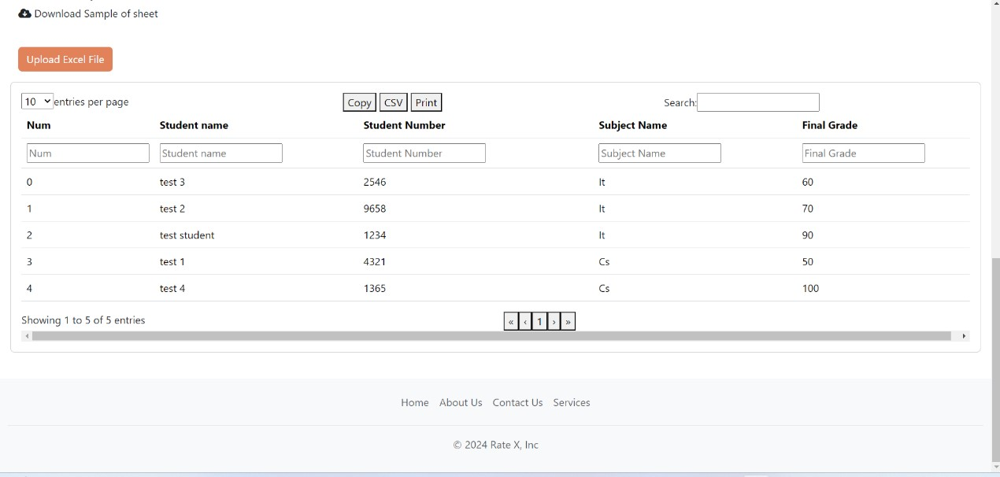 Download Sample of sheet
Upload Excel File
10 entries per page Copy CSV Print Search:
Num Student name Student Number Subject Name Final Grade
Num Student name Student Number Subject Name Final Grade
0 test 3 2546 It 60
1 test 2 9658 It 70
2 test student 1234 It 90
3 test 1 4321 Cs 50
4 test 4 1365 Cs 100
Showing 1 to 5 of 5 entries « ‹ 1 › »
Home About Us Contact Us Services
© 2024 Rate X, Inc